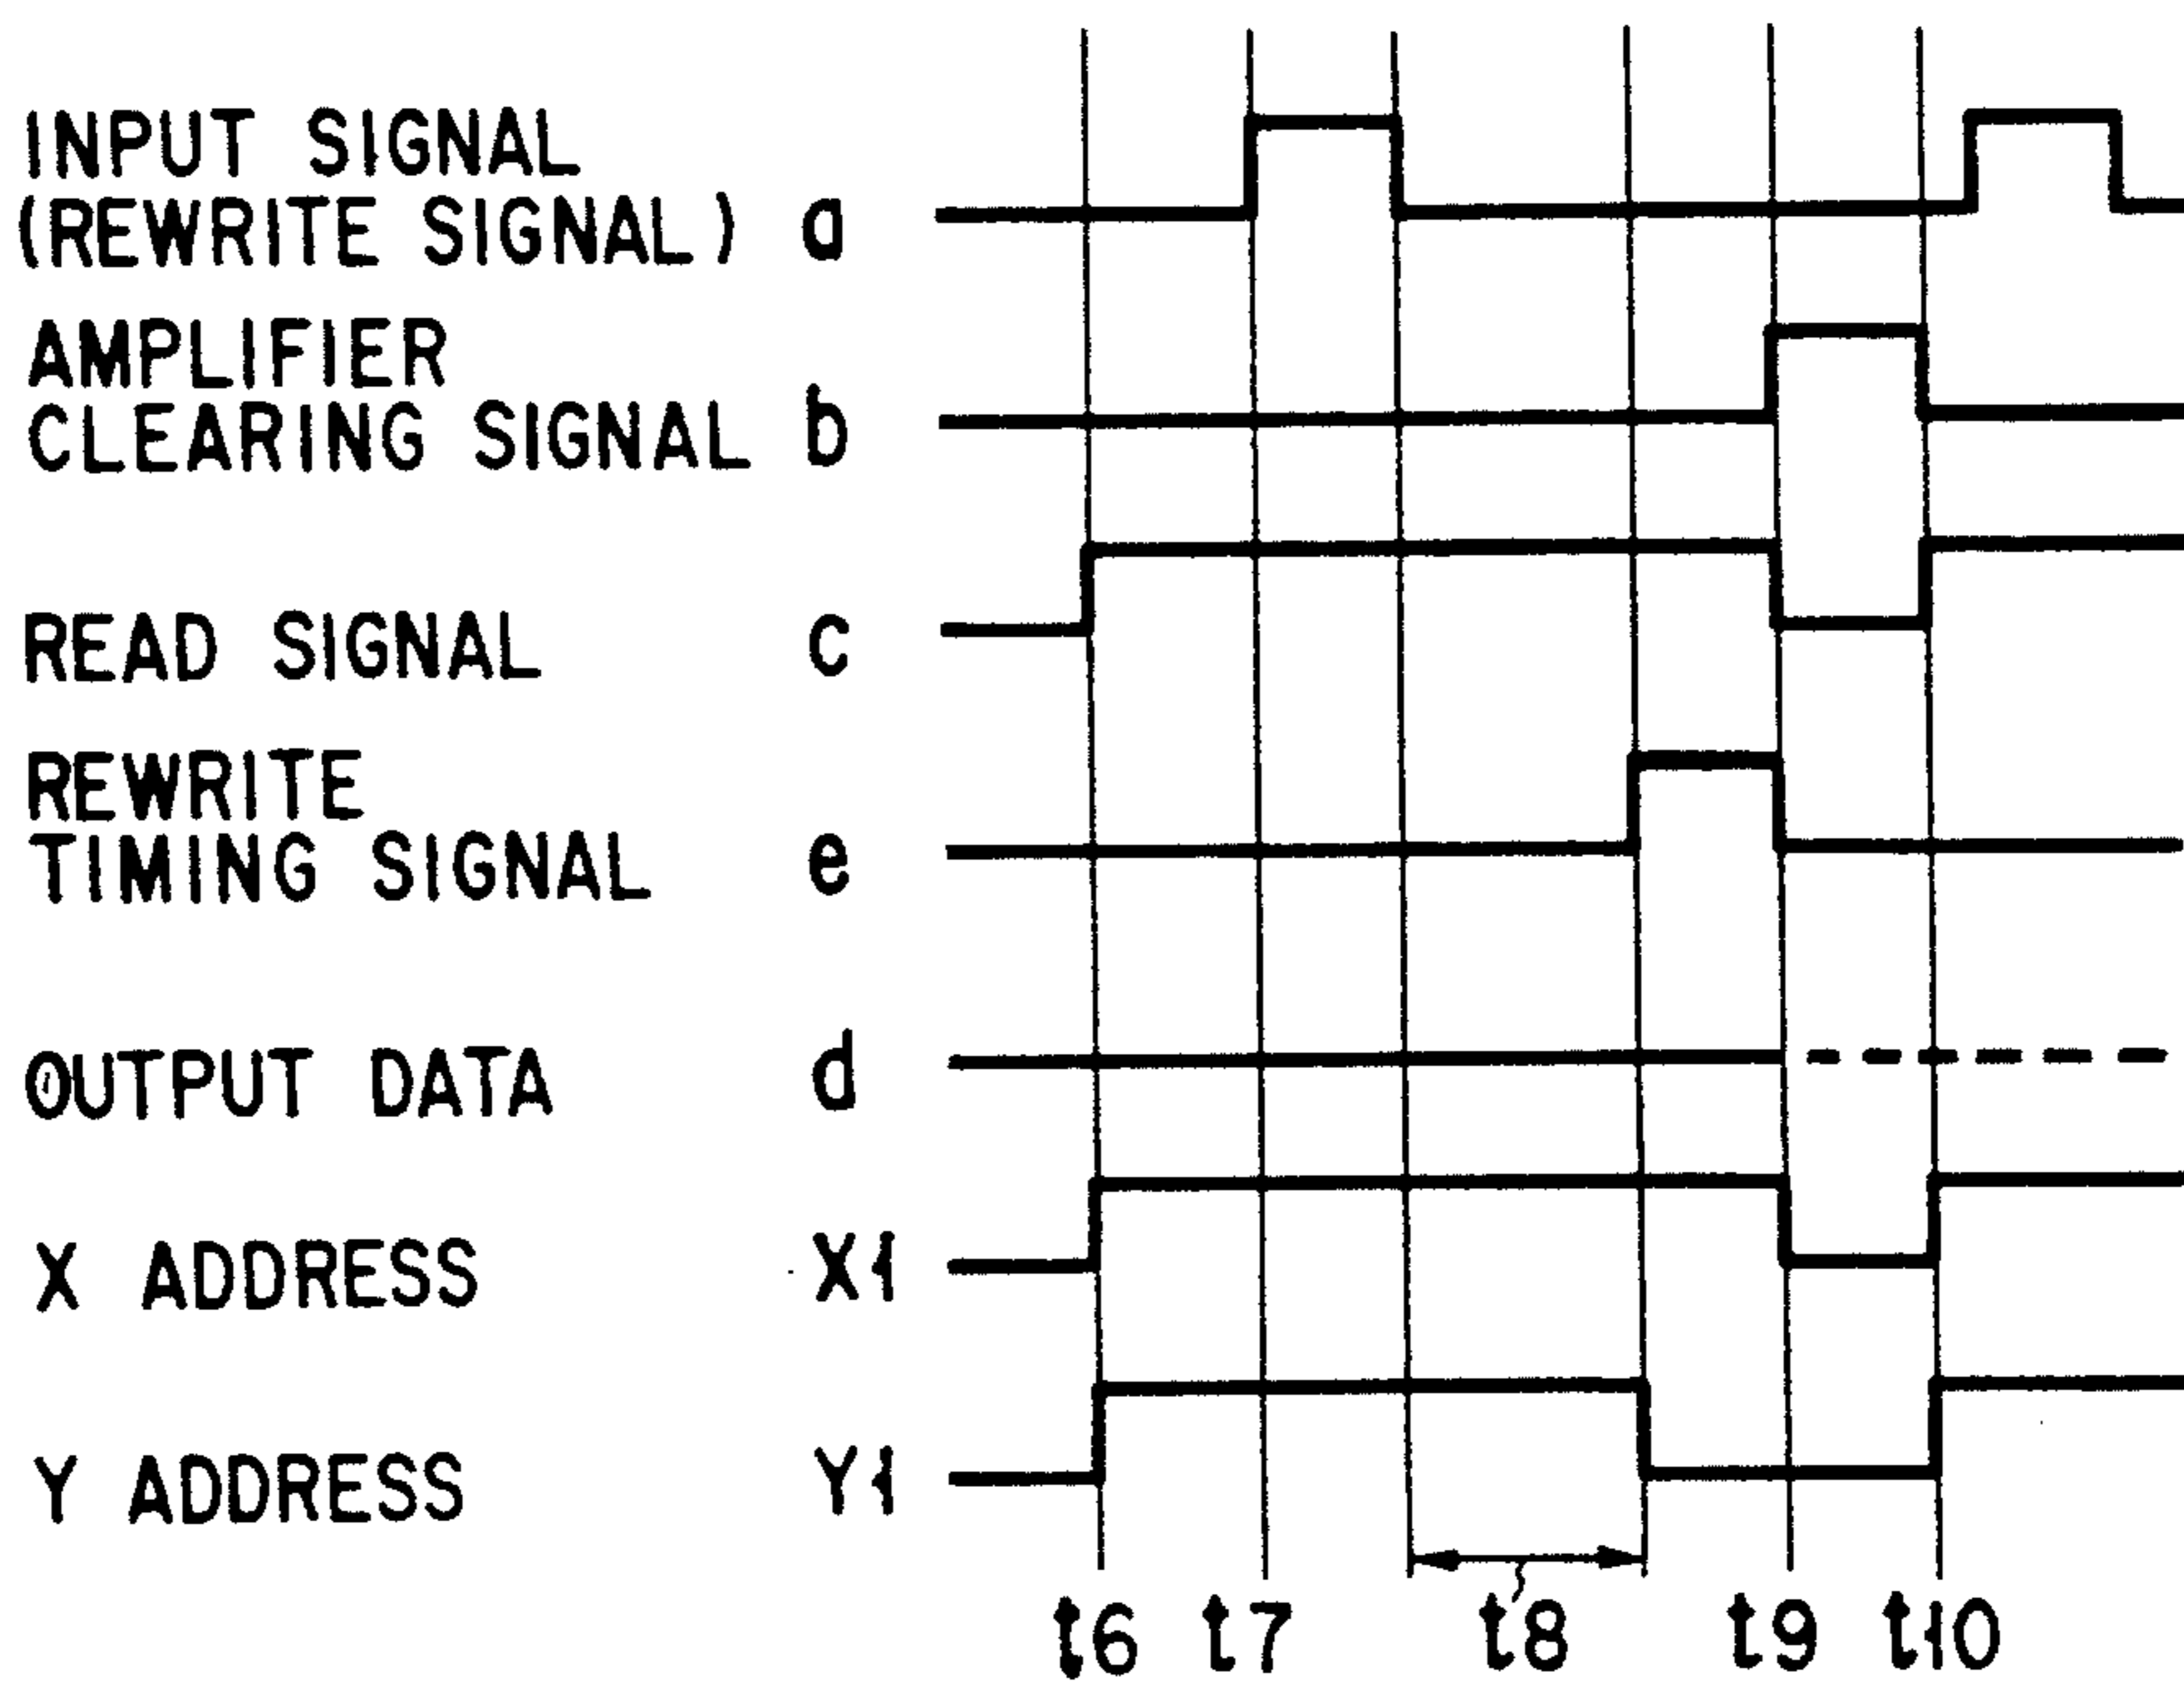 INPUT SIGNAL
(REWRITE SIGNAL) a
AMPLIFIER
CLEARING SIGNAL b
READ SIGNAL c
REWRITE
TIMING SIGNAL e
OUTPUT DATA d
X ADDRESS X1
Y ADDRESS Y1
t6 t7 t8 t9 t10